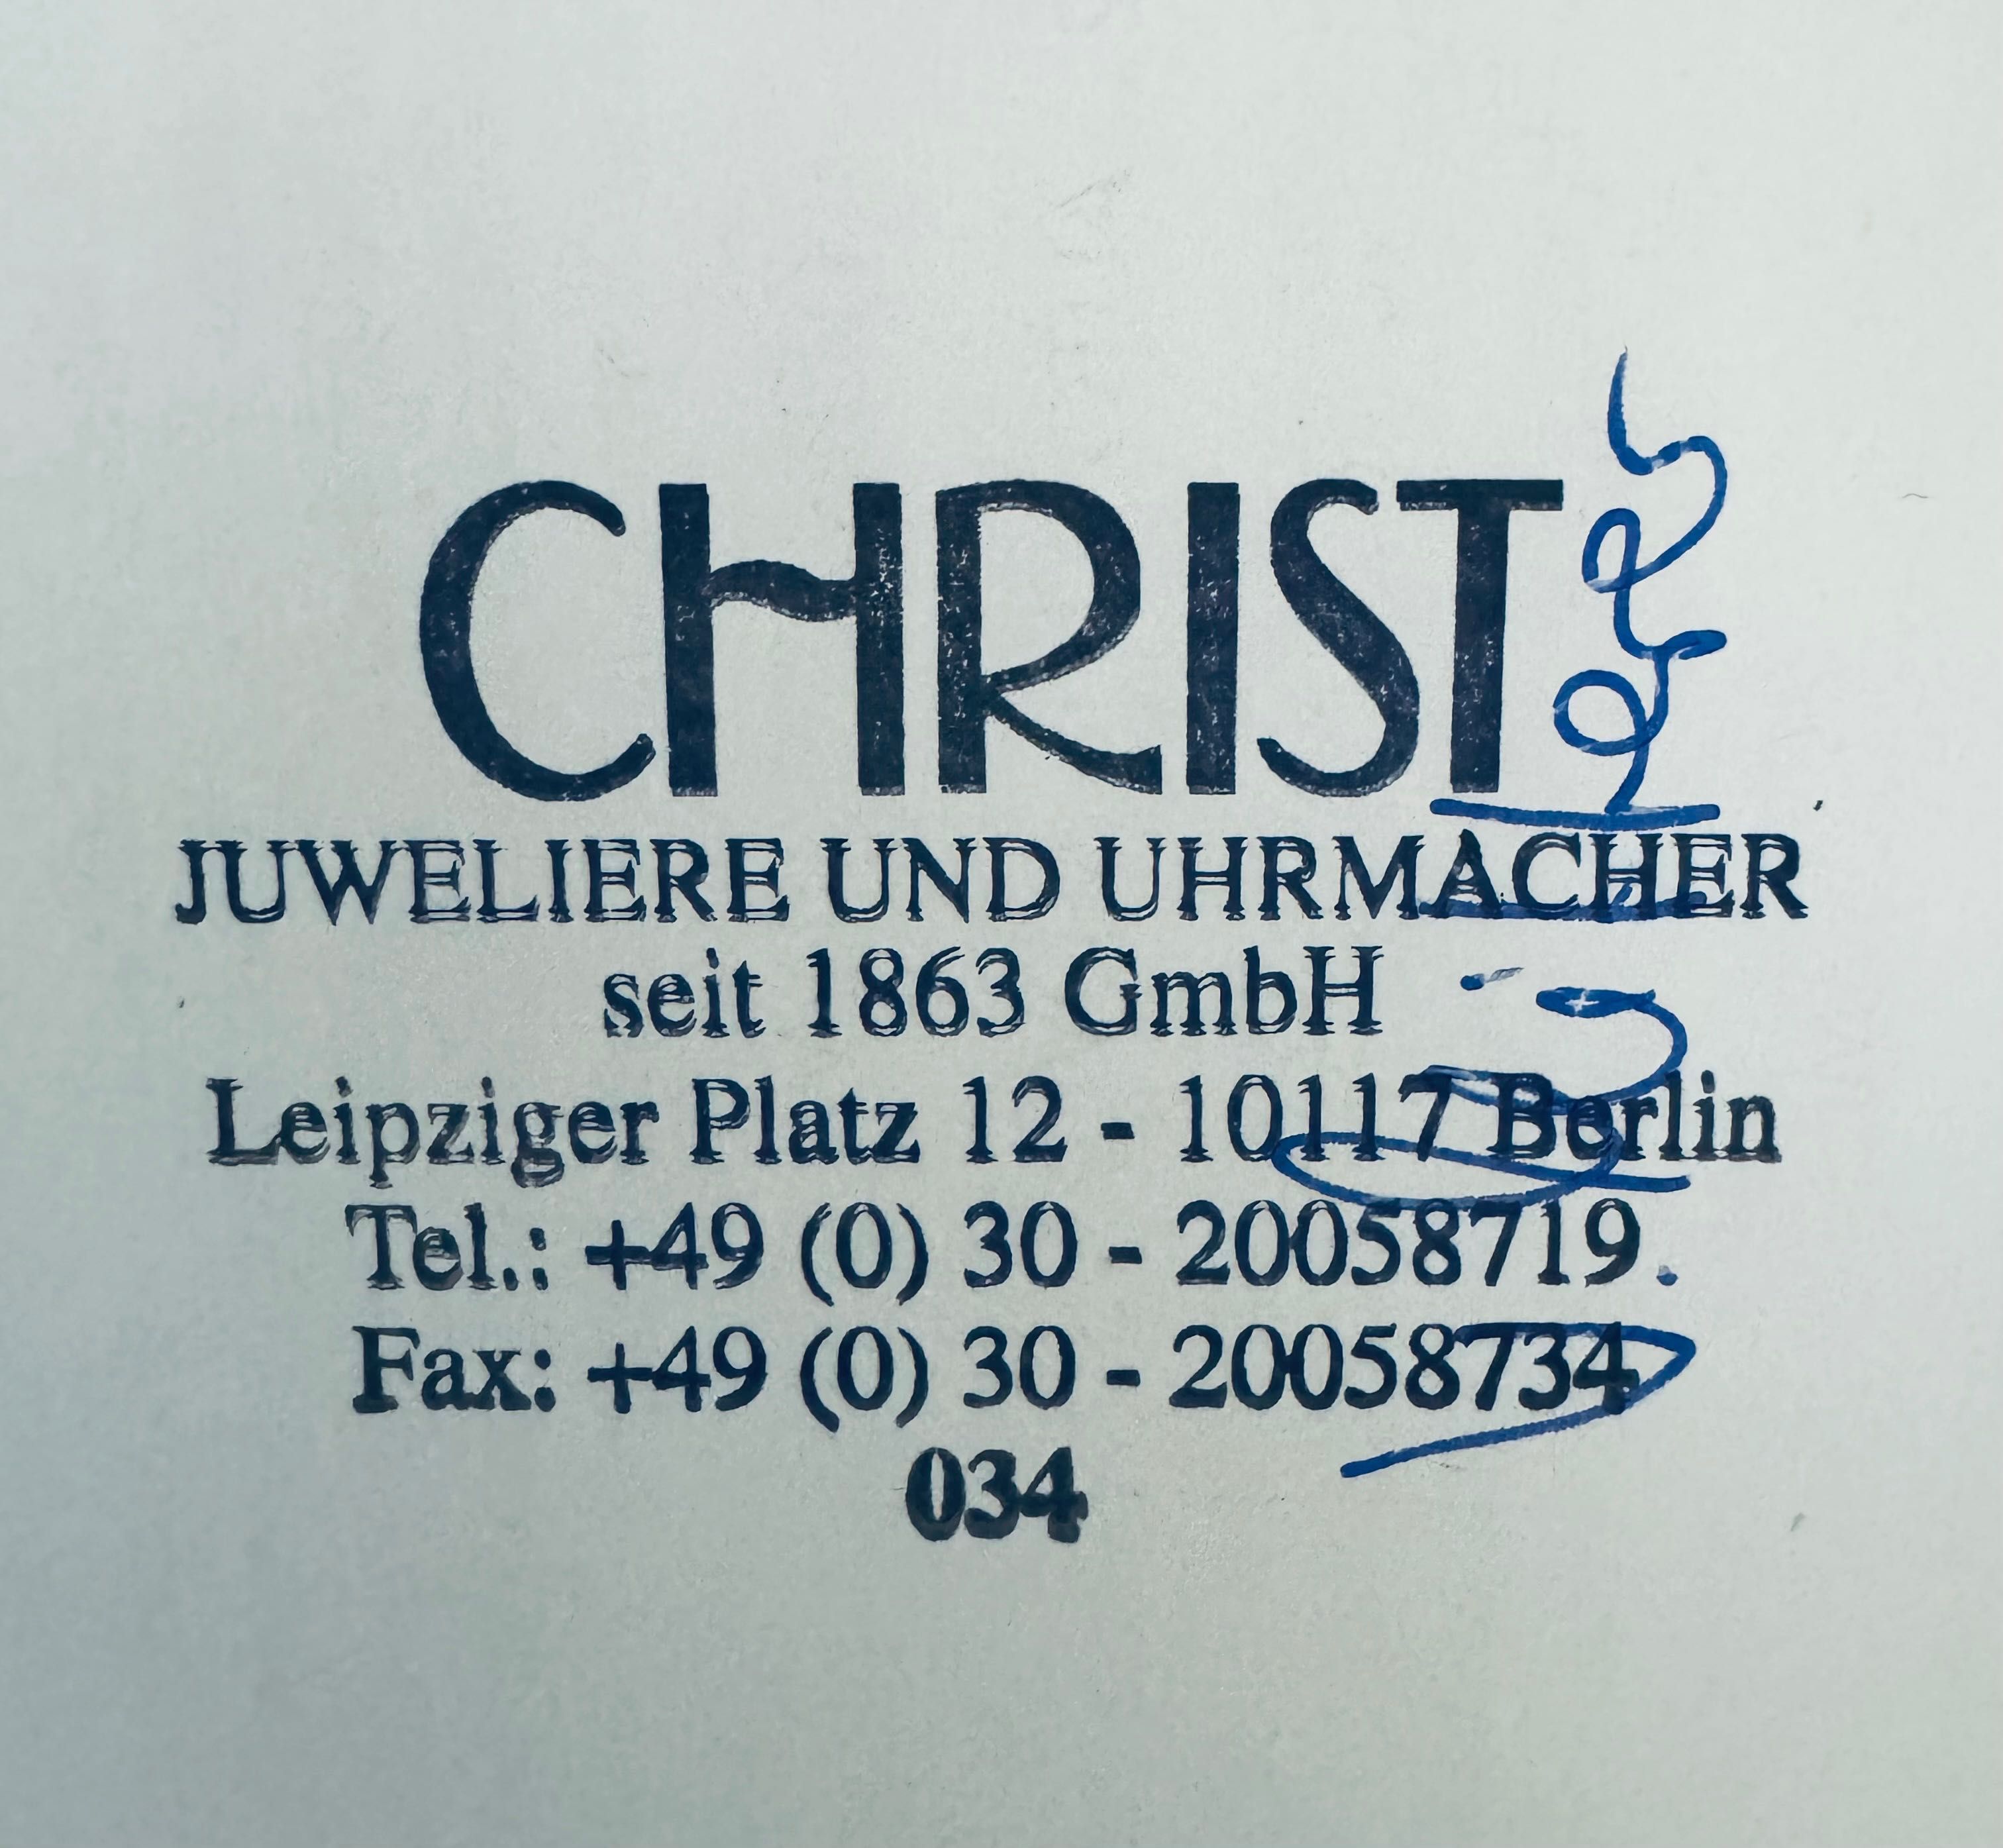 CHRIST
JUWELIERE UND UHRMACHER
seit 1863 GmbH
Leipziger Platz 12 - 10117 Berlin
Tel.: +49 (0) 30 - 20058719
Fax: +49 (0) 30 - 20058734
034